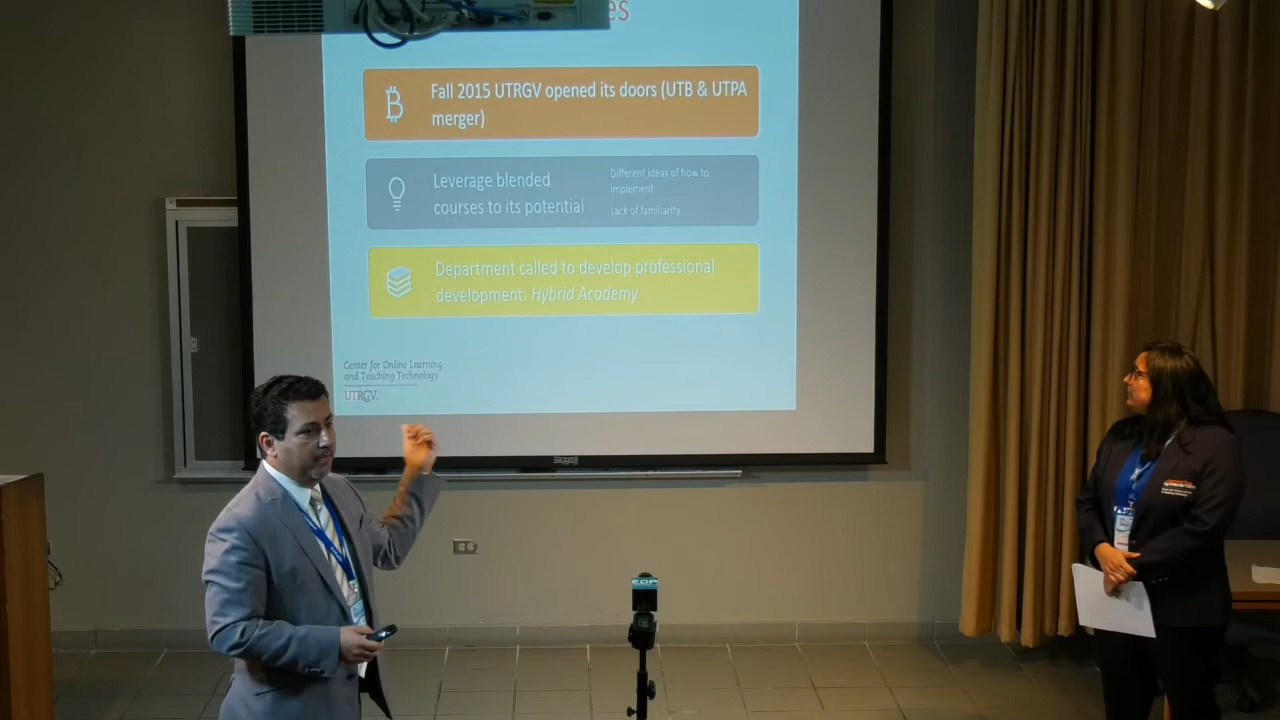 es
Fall 2015 UTRGV opened its doors (UTB & UTPA
merger)
Leverage blended
courses to its potential
Different ideas of how to
implement
Lack of familiarity
Department called to develop professional
development: Hybrid Academy
Center for Online Learning
and Teaching Technology
UTRGV.